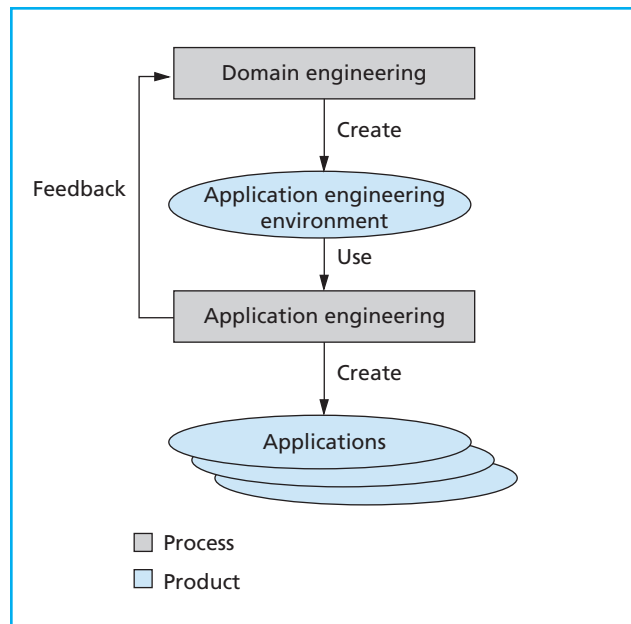 Domain engineering
Create
Feedback
Application engineering
environment
Use
Application engineering
Create
Applications
Process
Product